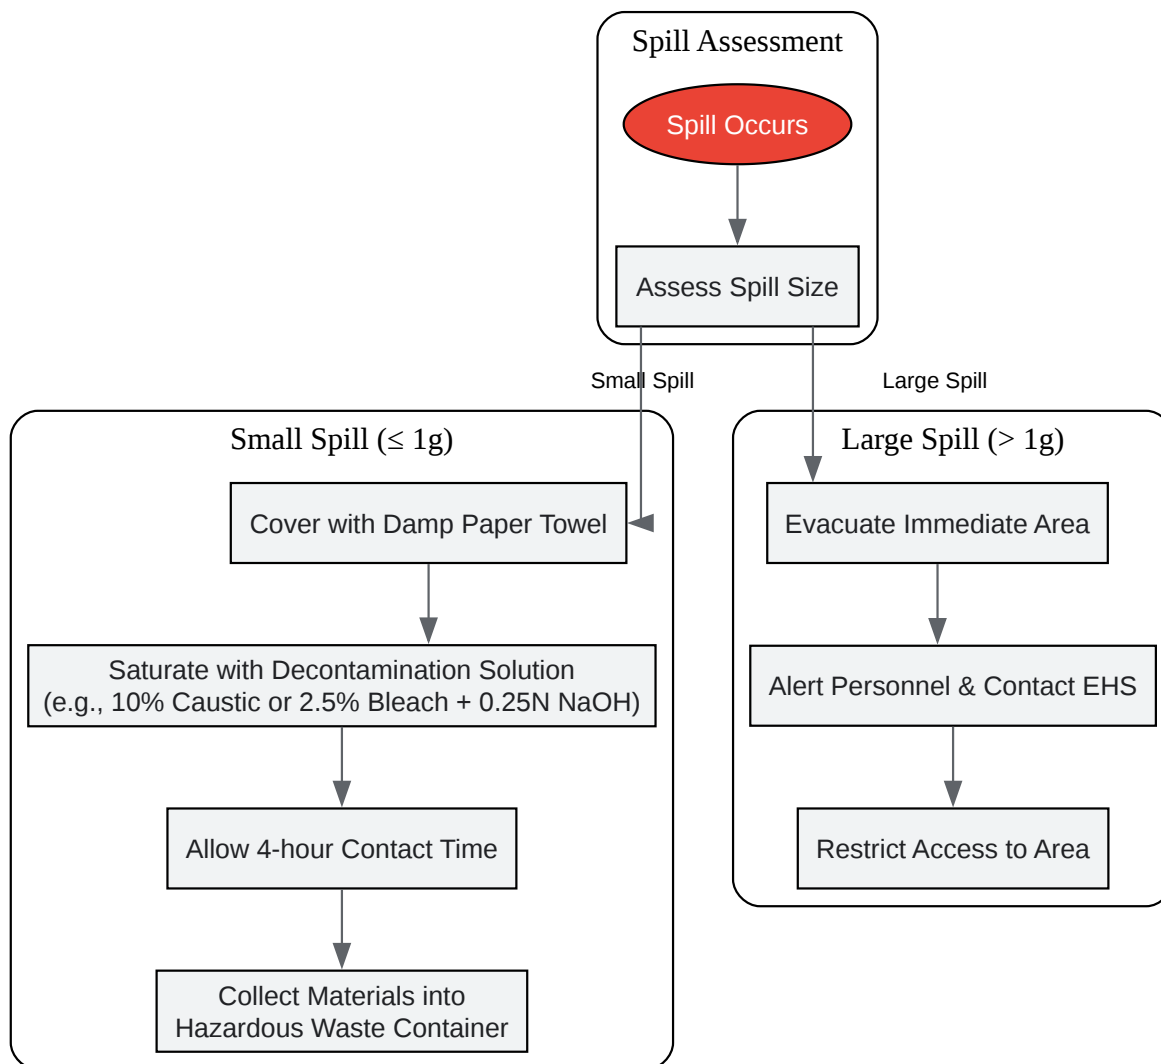 Spill Assessment
Spill Occurs
Assess Spill Size
Small Spill
Large Spill
Small Spill (≤ 1g)
Cover with Damp Paper Towel
Saturate with Decontamination Solution
(e.g., 10% Caustic or 2.5% Bleach + 0.25N NaOH)
Allow 4-hour Contact Time
Collect Materials into
Hazardous Waste Container
Large Spill (> 1g)
Evacuate Immediate Area
Alert Personnel & Contact EHS
Restrict Access to Area